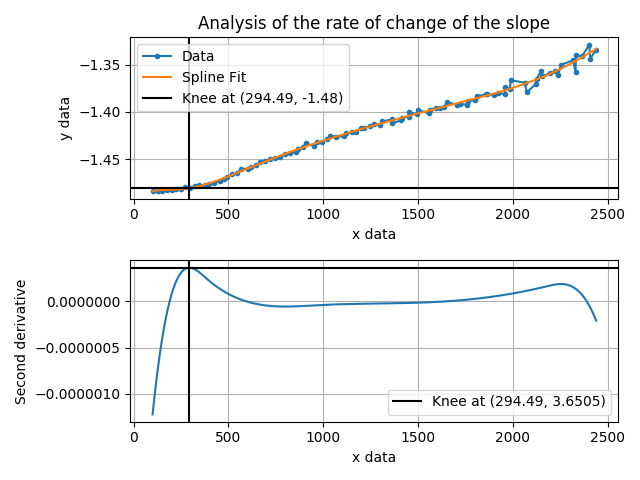 Analysis of the rate of change of the slope
Data
Spline Fit
Knee at (294.49, -1.48)
y data
−1.35
−1.40
−1.45
0 500 1000 1500 2000 2500
x data
Second derivative
0.0000000
−0.0000005
−0.0000010
Knee at (294.49, 3.6505)
0 500 1000 1500 2000 2500
x data